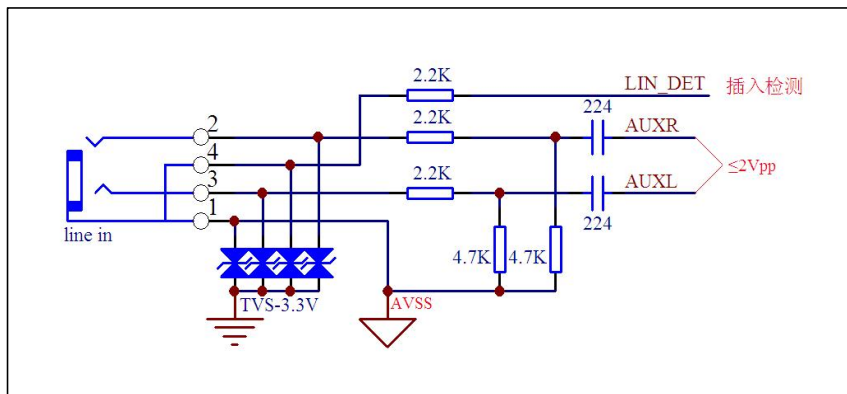 2.2K
LIN_DET 插入检测
2.2K
224
2
AUXR
4
≤2Vpp
2.2K
3
AUXL
1
224
line in
4.7K 4.7K
TVS-3.3V
AVSS